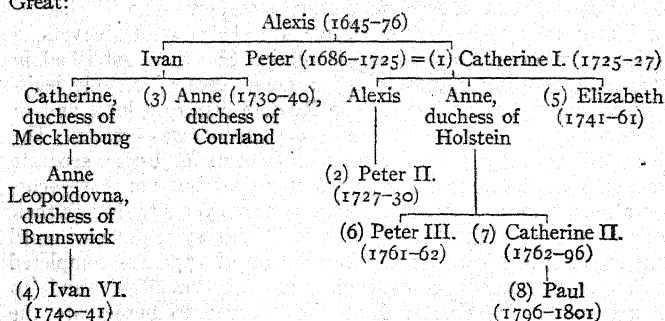 Great:
Alexis (1645–76)
Ivan Peter (1686–1725) = (1) Catherine I. (1725–27)
Catherine, (3) Anne (1730–40), Alexis Anne, (5) Elizabeth
duchess of duchess of duchess of (1741–61)
Mecklenburg Courland Holstein
Anne (2) Peter II.
Leopoldovna, (1727–30)
duchess of
Brunswick (6) Peter III. (7) Catherine II.
(1761–62) (1762–96)
(4) Ivan VI. (8) Paul
(1740–41) (1796–1801)